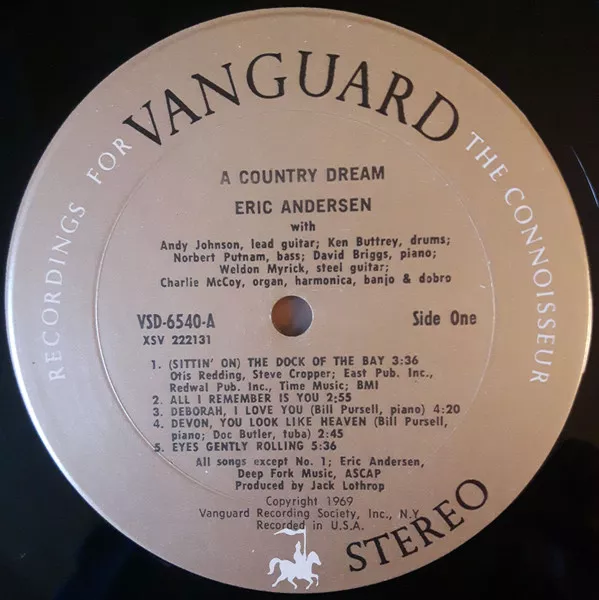 RECORDINGS FOR VANGUARD THE CONNOISSEUR
A COUNTRY DREAM
ERIC ANDERSEN
with
Andy Johnson, lead guitar; Ken Buttrey, drums;
Norbert Putnam, bass; David Briggs, piano;
Weldon Myrick, steel guitar;
Charlie McCoy, organ, harmonica, banjo & dobro
VSD-6540-A Side One
XSV 222131
1. (SITTIN' ON) THE DOCK OF THE BAY 3:36
Otis Redding, Steve Cropper; East Pub. Inc.,
Redwal Pub. Inc., Time Music; BMI
2. ALL I REMEMBER IS YOU 2:55
3. DEBORAH, I LOVE YOU (Bill Pursell, piano) 4:20
4. DEVON, YOU LOOK LIKE HEAVEN (Bill Pursell,
piano; Doc Butler, tuba) 2:45
5. EYES GENTLY ROLLING 5:36
All songs except No. 1; Eric Andersen,
Deep Fork Music, ASCAP
Produced by Jack Lothrop
Copyright 1969
Vanguard Recording Society, Inc., N.Y.
Recorded in U.S.A.
STEREO